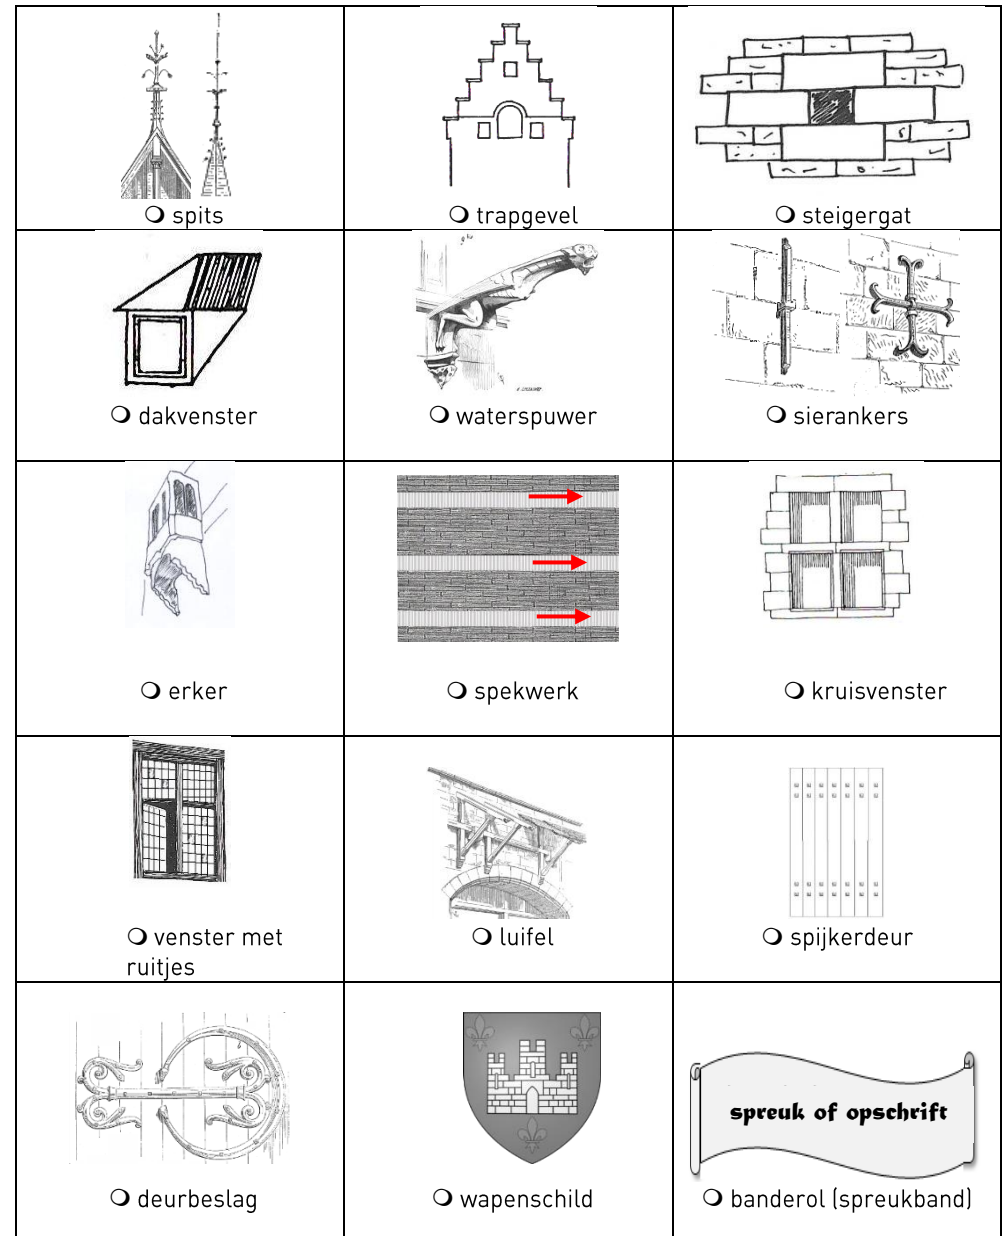 ❍ spits
❍ trapgevel
❍ steigergat
❍ dakvenster
❍ waterspuwer
❍ sierankers
❍ erker
❍ spekwerk
❍ kruisvenster
❍ venster met
ruitjes
❍ luifel
❍ spijkerdeur
spreuk of opschrift
❍ deurbeslag
❍ wapenschild
❍ banderol (spreukband)